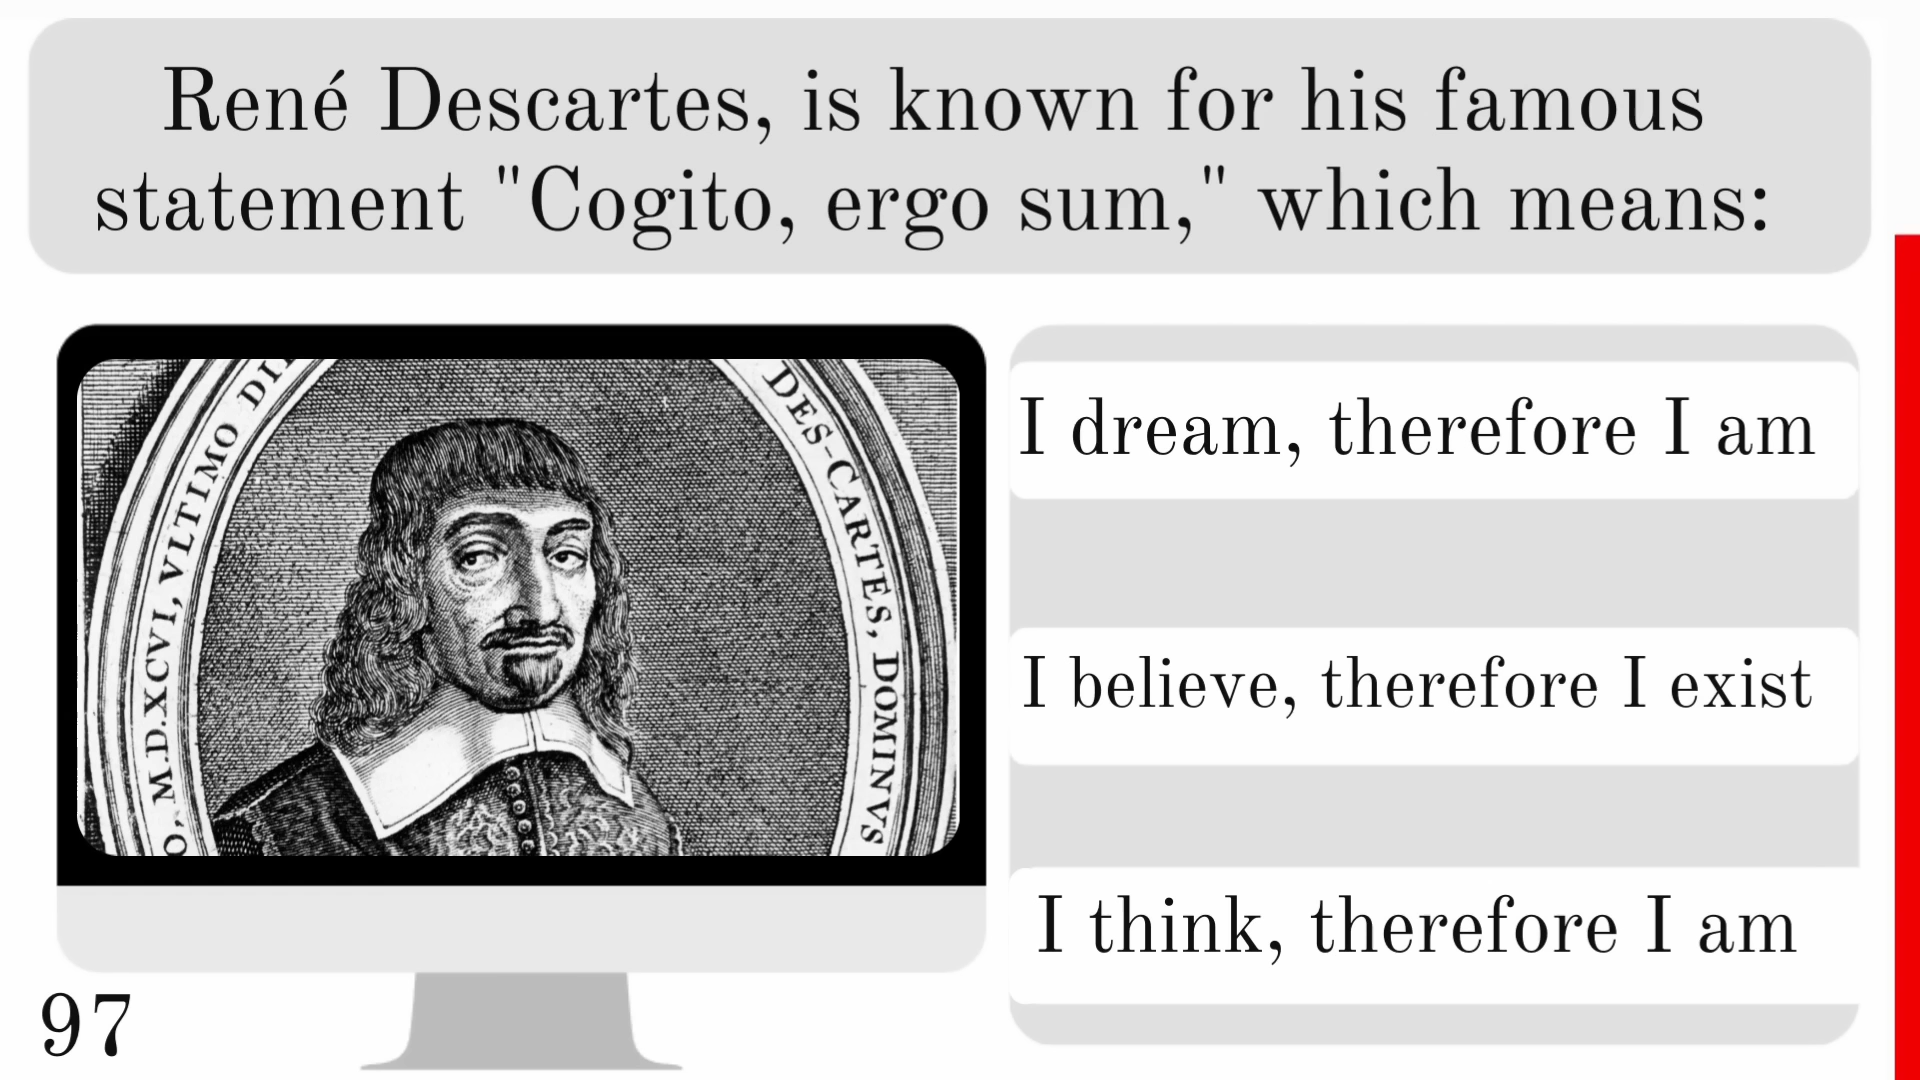 René Descartes, is known for his famous
statement "Cogito, ergo sum," which means:
I dream, therefore I am
I believe, therefore I exist
I think, therefore I am
M.D.XCVI, VLTIMO
DES-CARTES, DOMINVS
97